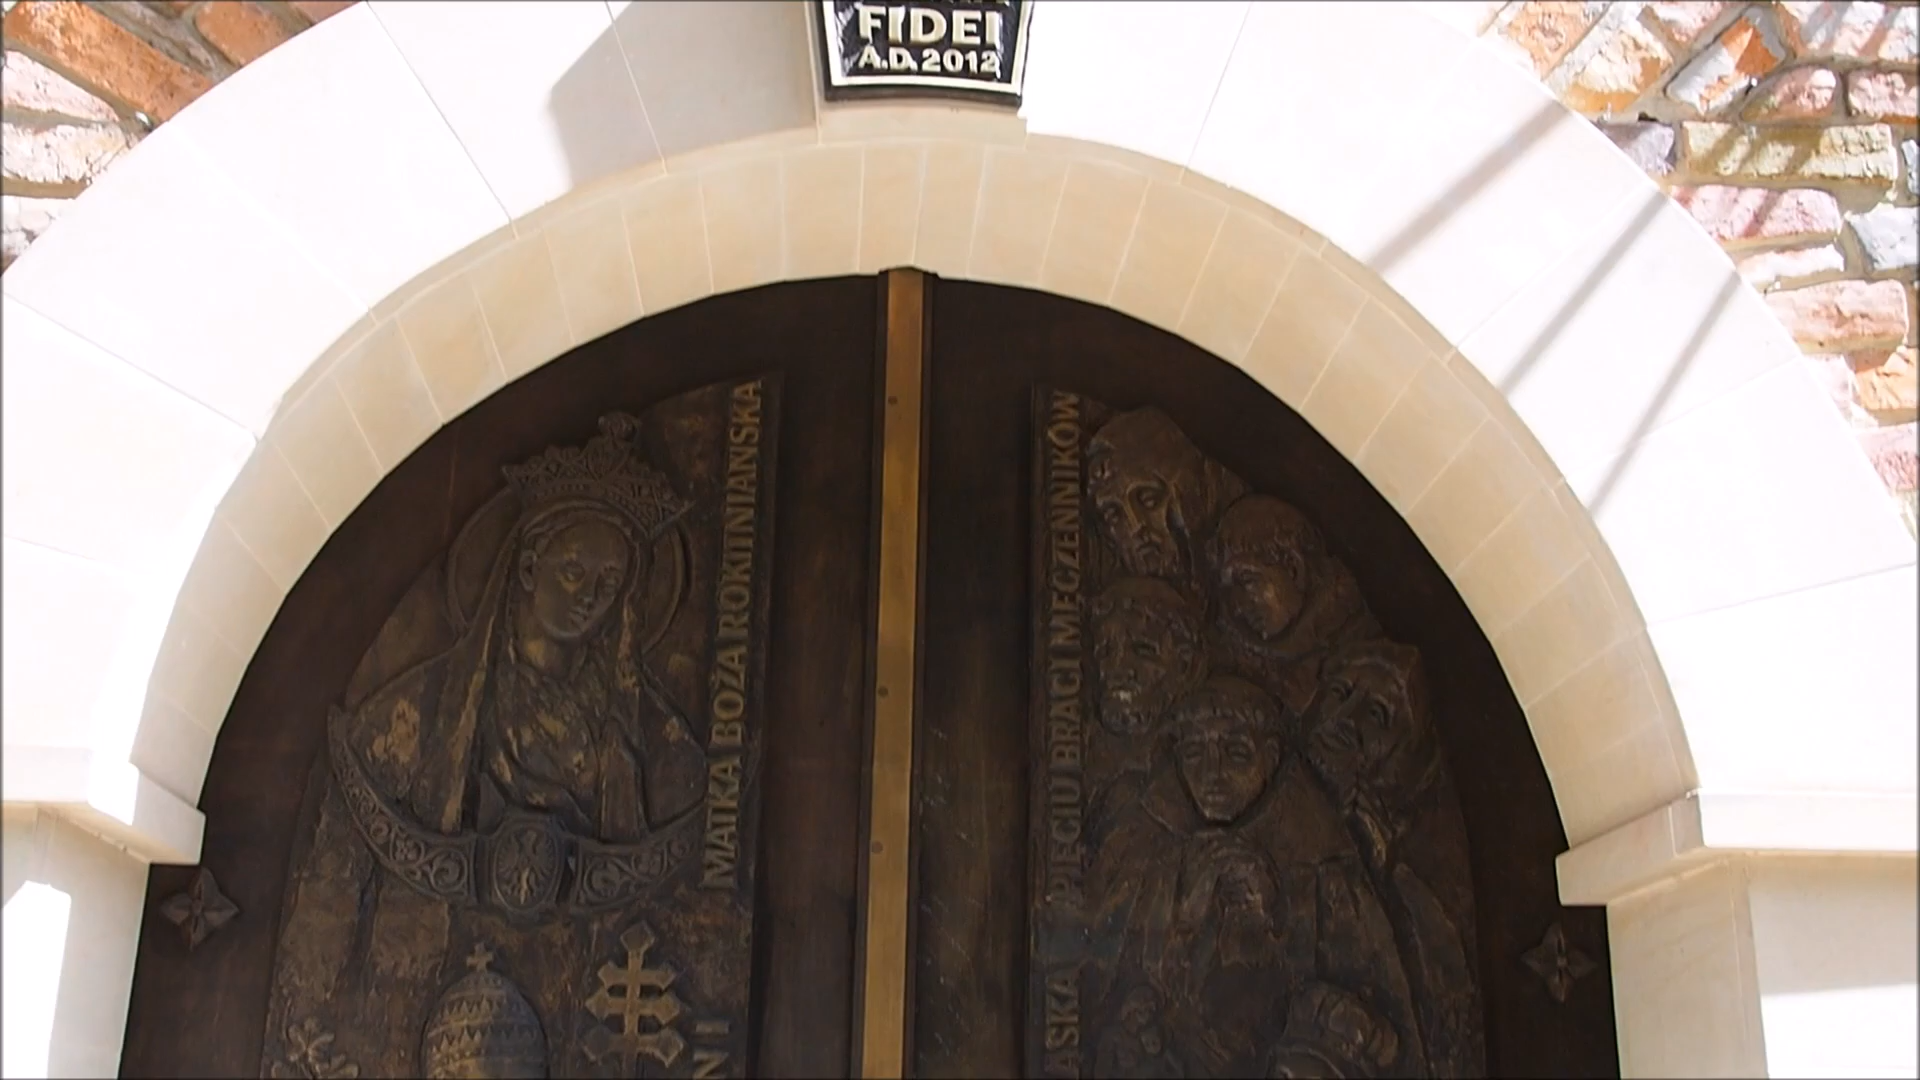 FIDEI
A.D. 2012
MATKA BOŻA ROKITNIAŃSKA
PIĘCIU BRACI MĘCZENNIKÓW